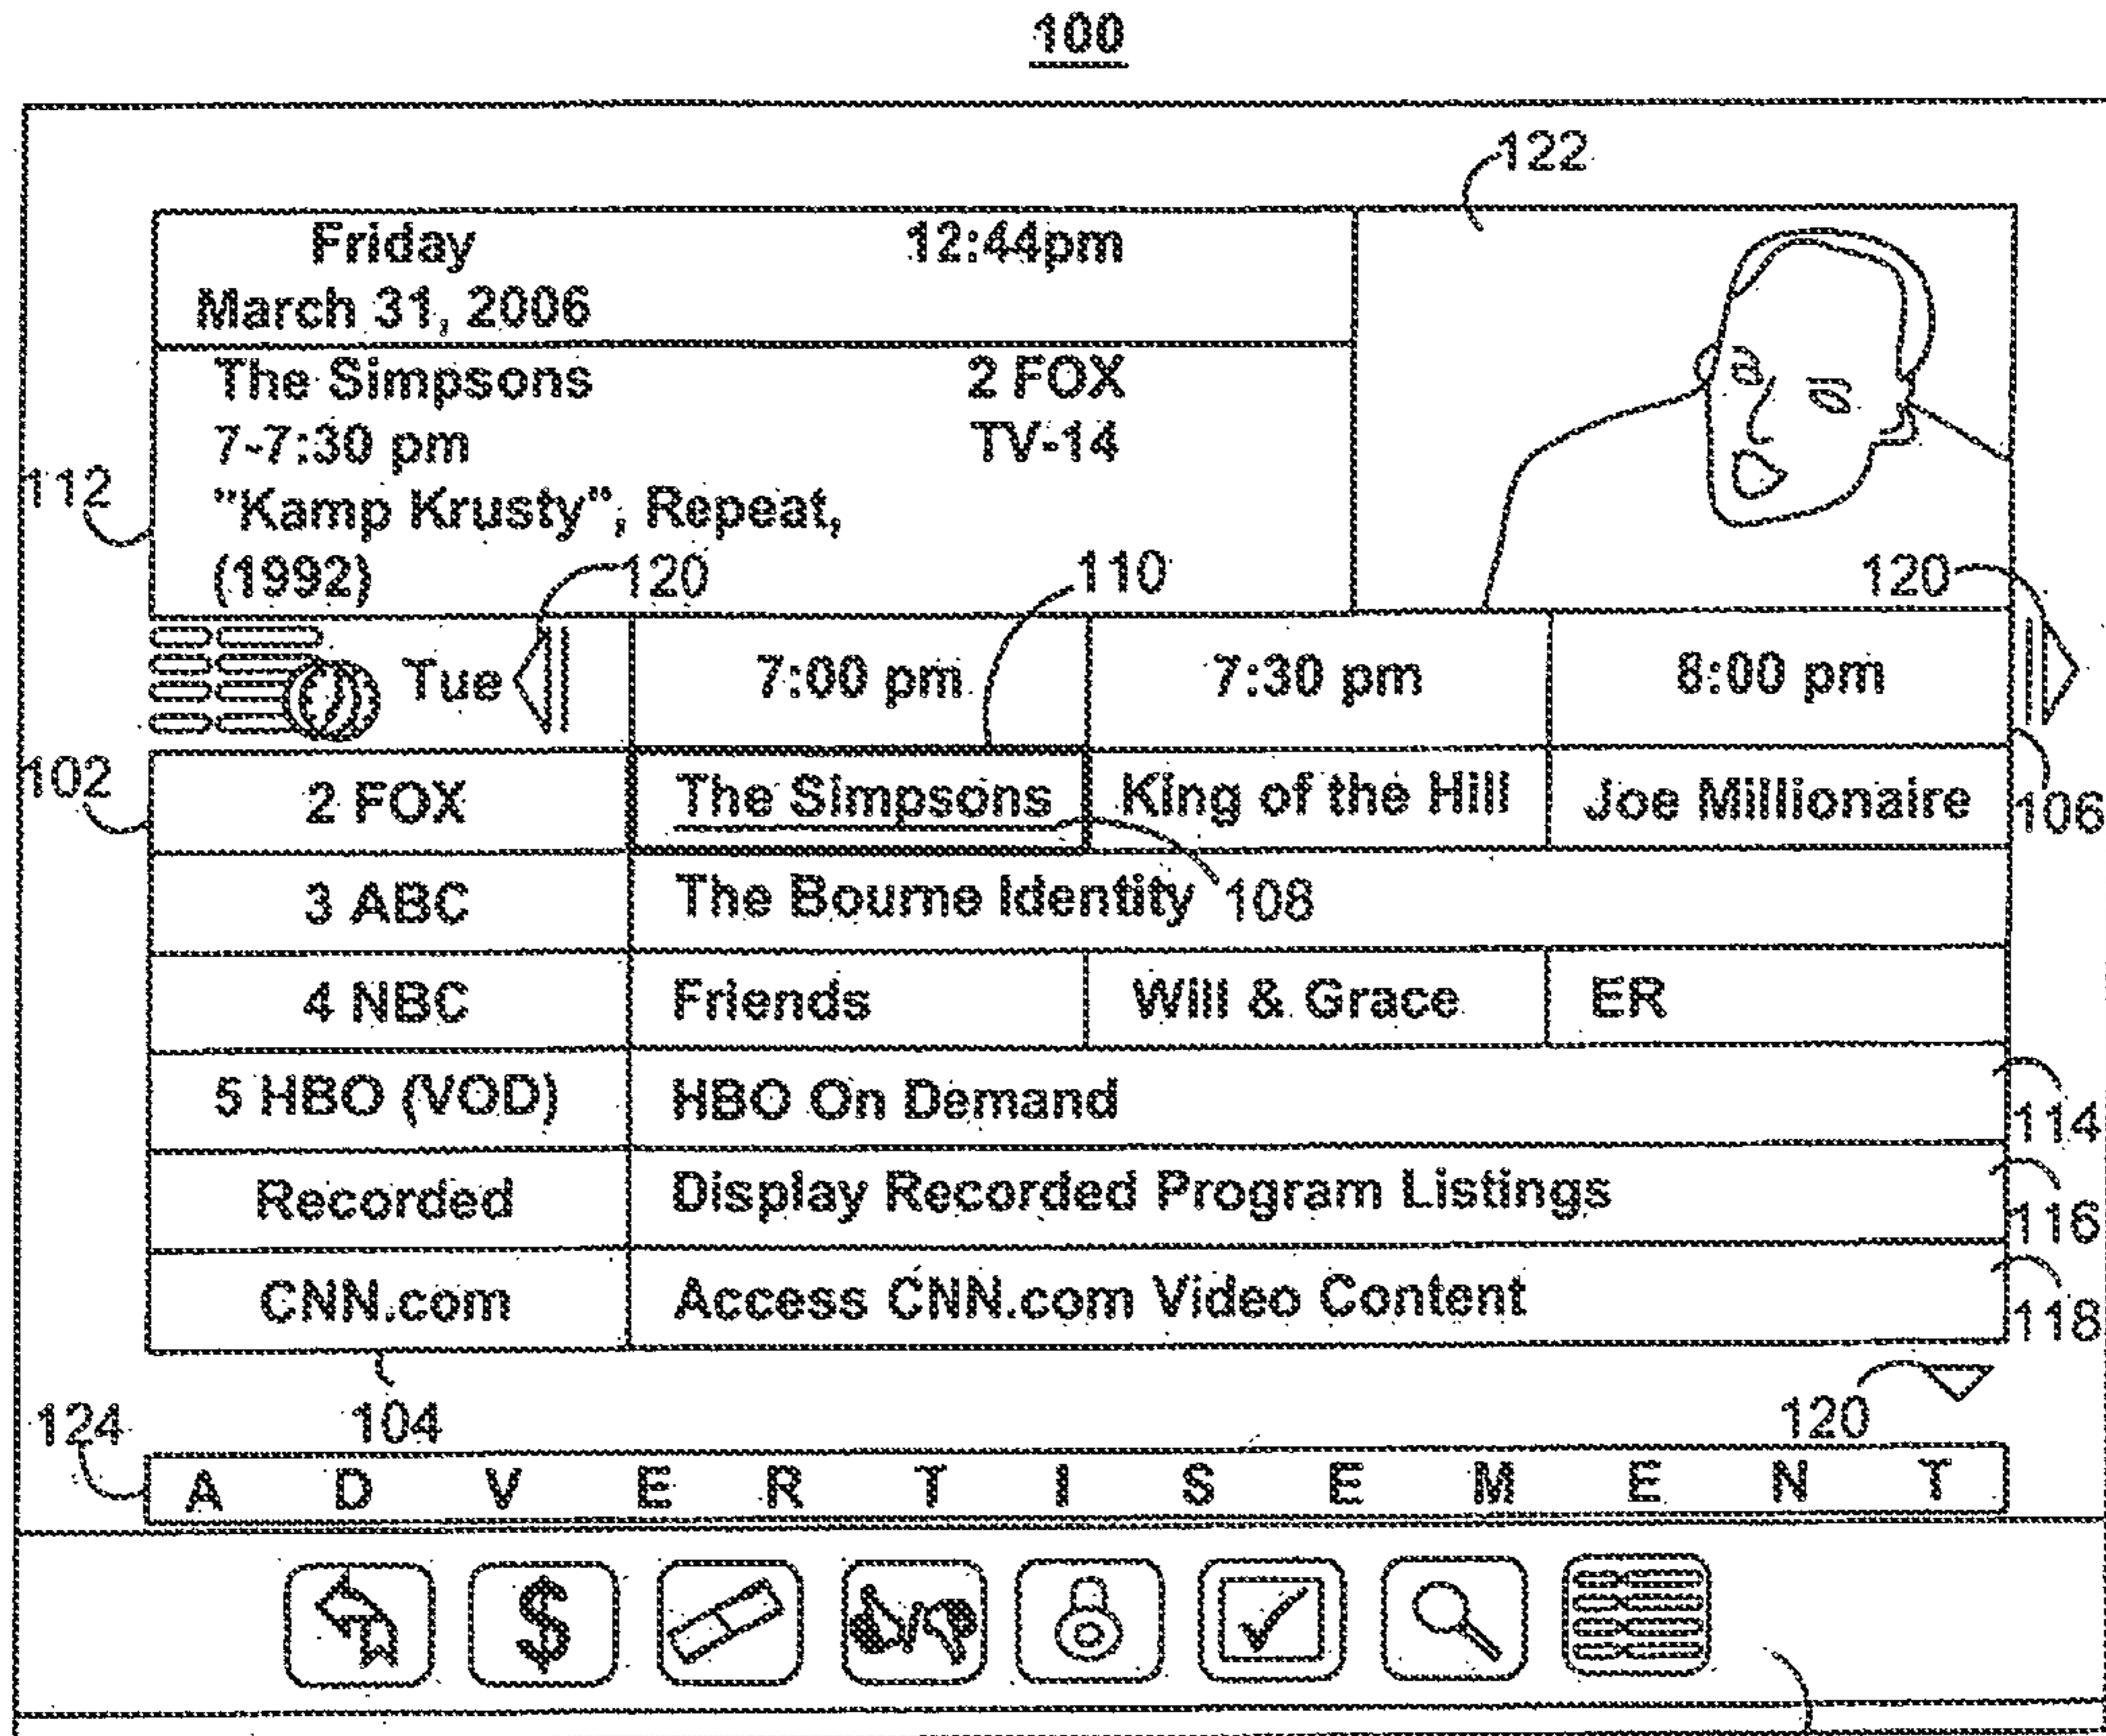 100
122
Friday 12:44pm
March 31, 2006
The Simpsons 2 FOX
7-7:30 pm TV-14
112
"Kamp Krusty", Repeat,
(1992)
120 110 120
Tue 7:00 pm 7:30 pm 8:00 pm
102 2 FOX The Simpsons King of the Hill Joe Millionaire 106
3 ABC The Bourne Identity 108
4 NBC Friends Will & Grace ER
5 HBO (VOD) HBO On Demand 114
Recorded Display Recorded Program Listings 116
CNN.com Access CNN.com Video Content 118
124 104 120
A D V E R T I S E M E N T
$